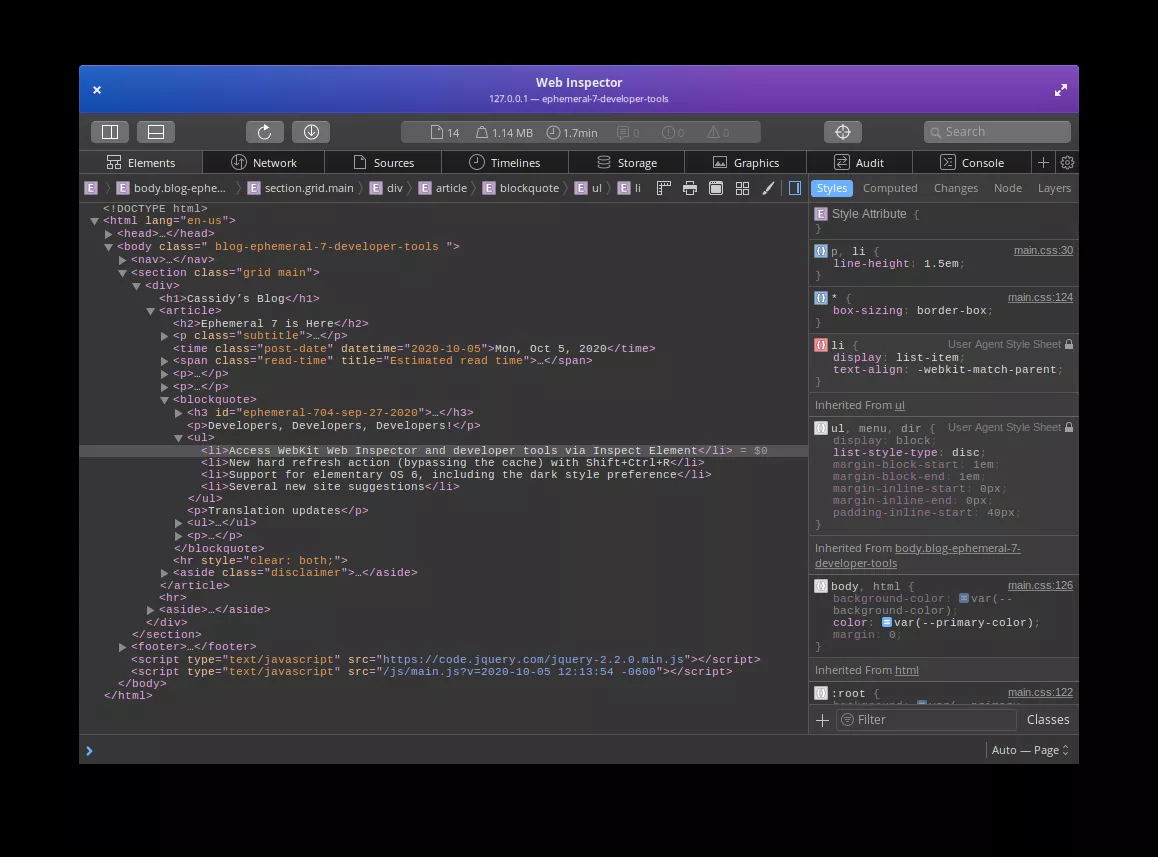 Web Inspector
127.0.0.1 — ephemeral-7-developer-tools
14 1.14 MB 1.7min 0 0 0 Search
Elements Network Sources Timelines Storage Graphics Audit Console
E E body.blog-ephe... E section.grid.main E div E article E blockquote E ul E li
Styles Computed Changes Node Layers
<!DOCTYPE html>
<html lang="en-us">
<head>…</head>
<body class=" blog-ephemeral-7-developer-tools ">
<nav>…</nav>
<section class="grid main">
<div>
<h1>Cassidy’s Blog</h1>
<article>
<h2>Ephemeral 7 is Here</h2>
<p class="subtitle">…</p>
<time class="post-date" datetime="2020-10-05">Mon, Oct 5, 2020</time>
<span class="read-time" title="Estimated read time">…</span>
<p>…</p>
<p>…</p>
<blockquote>
<h3 id="ephemeral-704-sep-27-2020">…</h3>
<p>Developers, Developers, Developers!</p>
<ul>
<li>Access WebKit Web Inspector and developer tools via Inspect Element</li> = $0
<li>New hard refresh action (bypassing the cache) with Shift+Ctrl+R</li>
<li>Support for elementary OS 6, including the dark style preference</li>
<li>Several new site suggestions</li>
</ul>
<p>Translation updates</p>
<ul>…</ul>
<p>…</p>
</blockquote>
<hr style="clear: both;">
<aside class="disclaimer">…</aside>
</article>
<hr>
<aside>…</aside>
</div>
</section>
<footer>…</footer>
<script type="text/javascript" src="https://code.jquery.com/jquery-2.2.0.min.js"></script>
<script type="text/javascript" src="/js/main.js?v=2020-10-05 12:13:54 -0600"></script>
</body>
</html>
E Style Attribute {
}
p, li { main.css:30
line-height: 1.5em;
}
* { main.css:124
box-sizing: border-box;
}
li { User Agent Style Sheet
display: list-item;
text-align: -webkit-match-parent;
}
Inherited From ul
ul, menu, dir { User Agent Style Sheet
display: block;
list-style-type: disc;
margin-block-start: 1em;
margin-block-end: 1em;
margin-inline-start: 0px;
margin-inline-end: 0px;
padding-inline-start: 40px;
}
Inherited From body.blog-ephemeral-7-
developer-tools
body, html { main.css:126
background-color: var(--
background-color);
color: var(--primary-color);
margin: 0;
}
Inherited From html
:root { main.css:122
Filter Classes
Auto — Page